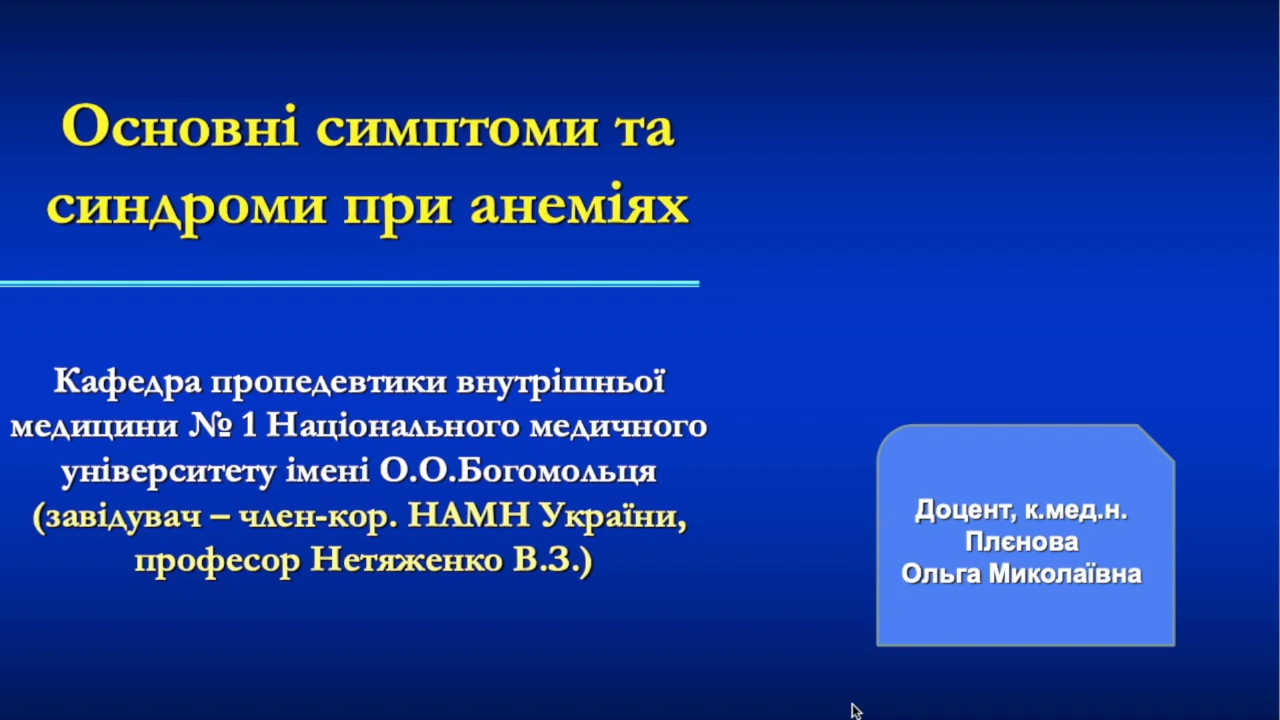 Основні симптоми та
синдроми при анеміях
Кафедра пропедевтики внутрішньої
медицини № 1 Національного медичного
університету імені О.О.Богомольця
(завідувач – член-кор. НАМН України,
професор Нетяженко В.З.)
Доцент, к.мед.н.
Плєнова
Ольга Миколаївна